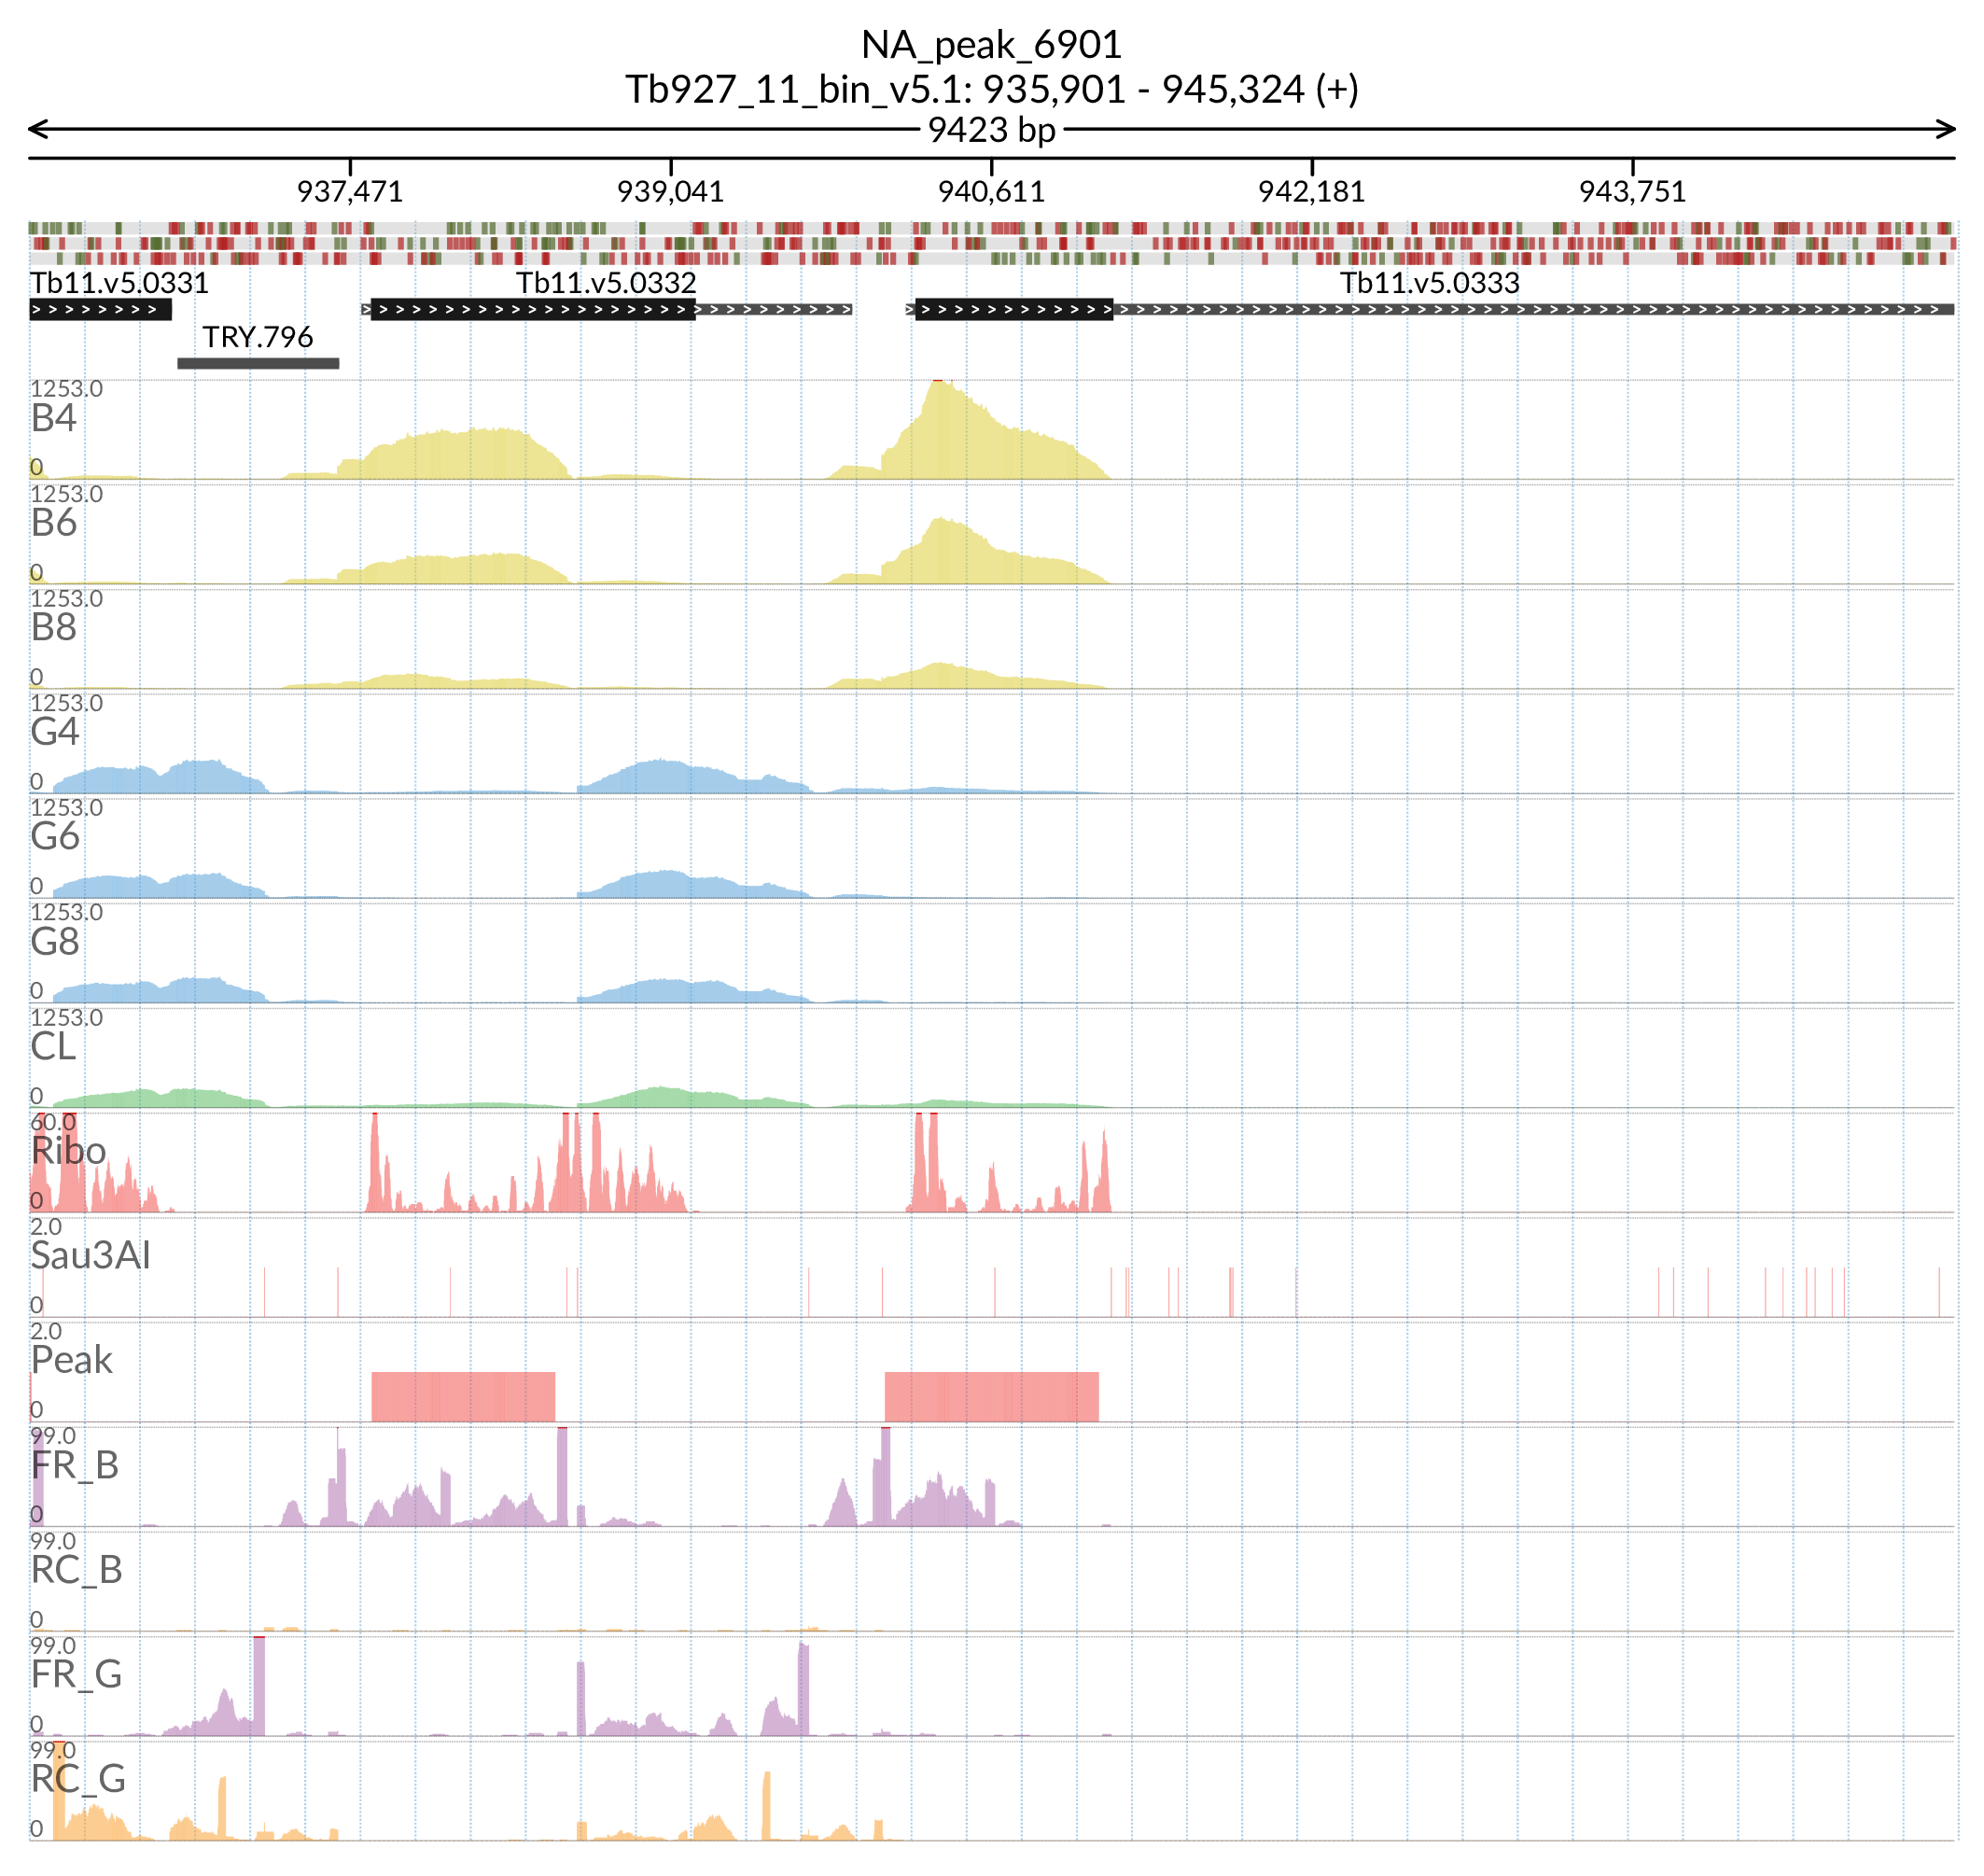 NA_peak_6901
Tb927_11_bin_v5.1: 935,901 - 945,324 (+)
9423 bp
937,471 939,041 940,611 942,181 943,751
Tb11.v5.0331 Tb11.v5.0332 Tb11.v5.0333
TRY.796
1253.0
B4
0
1253.0
B6
0
1253.0
B8
0
1253.0
G4
0
1253.0
G6
0
1253.0
G8
0
1253.0
CL
0
60.0
Ribo
0
2.0
Sau3AI
0
2.0
Peak
0
99.0
FR_B
0
99.0
RC_B
0
99.0
FR_G
0
99.0
RC_G
0